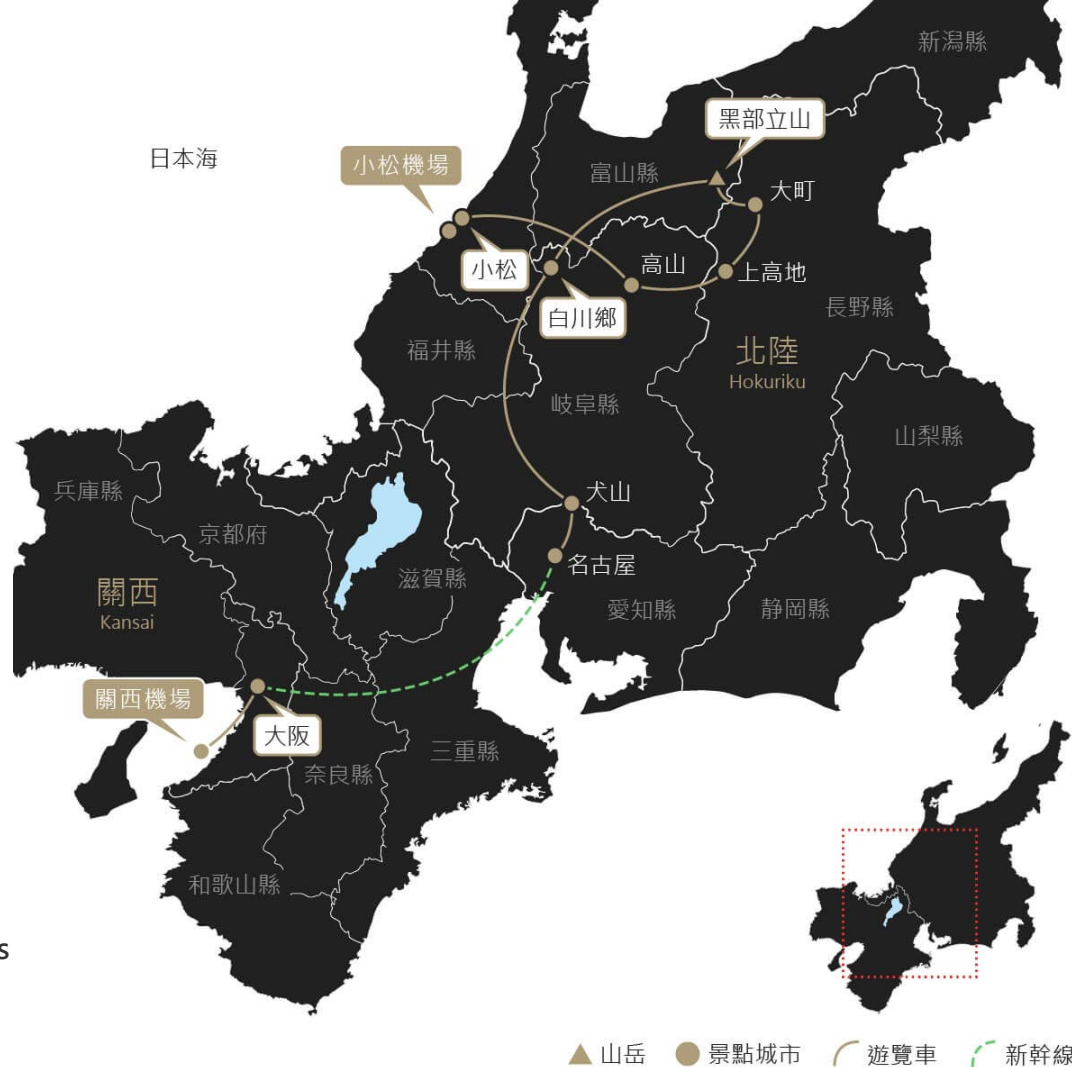 新潟縣
黑部立山
日本海
小松機場
富山縣
大町
小松
高山
上高地
白川鄉
長野縣
福井縣
北陸
Hokuriku
岐阜縣
山梨縣
兵庫縣
犬山
京都府
名古屋
滋賀縣
關西
Kansai
愛知縣
静岡縣
關西機場
大阪
三重縣
奈良縣
和歌山縣
s
山岳
景點城市
遊覽車
新幹線